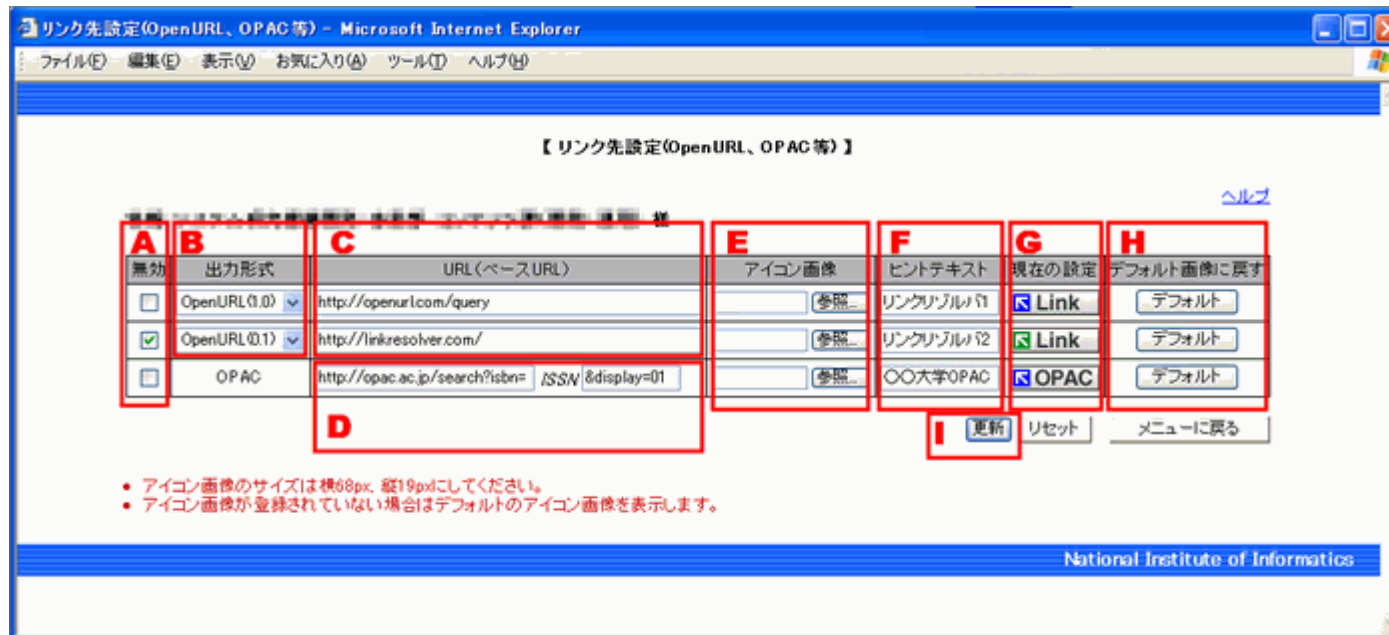 リンク先設定(OpenURL、OPAC等) - Microsoft Internet Explorer
ファイル(F) 編集(E) 表示(V) お気に入り(A) ツール(T) ヘルプ(H)
【 リンク先設定(OpenURL、OPAC等) 】
ヘルプ
様
A B C E F G H
無効 出力形式 URL(ベースURL) アイコン画像 ヒントテキスト 現在の設定 デフォルト画像に戻す
OpenURL(1.0) http://openurl.com/query 参照... リンクリゾルバ1 Link デフォルト
OpenURL(0.1) http://linkresolver.com/ 参照... リンクリゾルバ2 Link デフォルト
OPAC http://opac.ac.jp/search?isbn= ISSN &display=01 参照... 〇〇大学OPAC OPAC デフォルト
D I 更新 リセット メニューに戻る
• アイコン画像のサイズは横68px, 縦19pxにしてください。
• アイコン画像が登録されていない場合はデフォルトのアイコン画像を表示します。
National Institute of Informatics